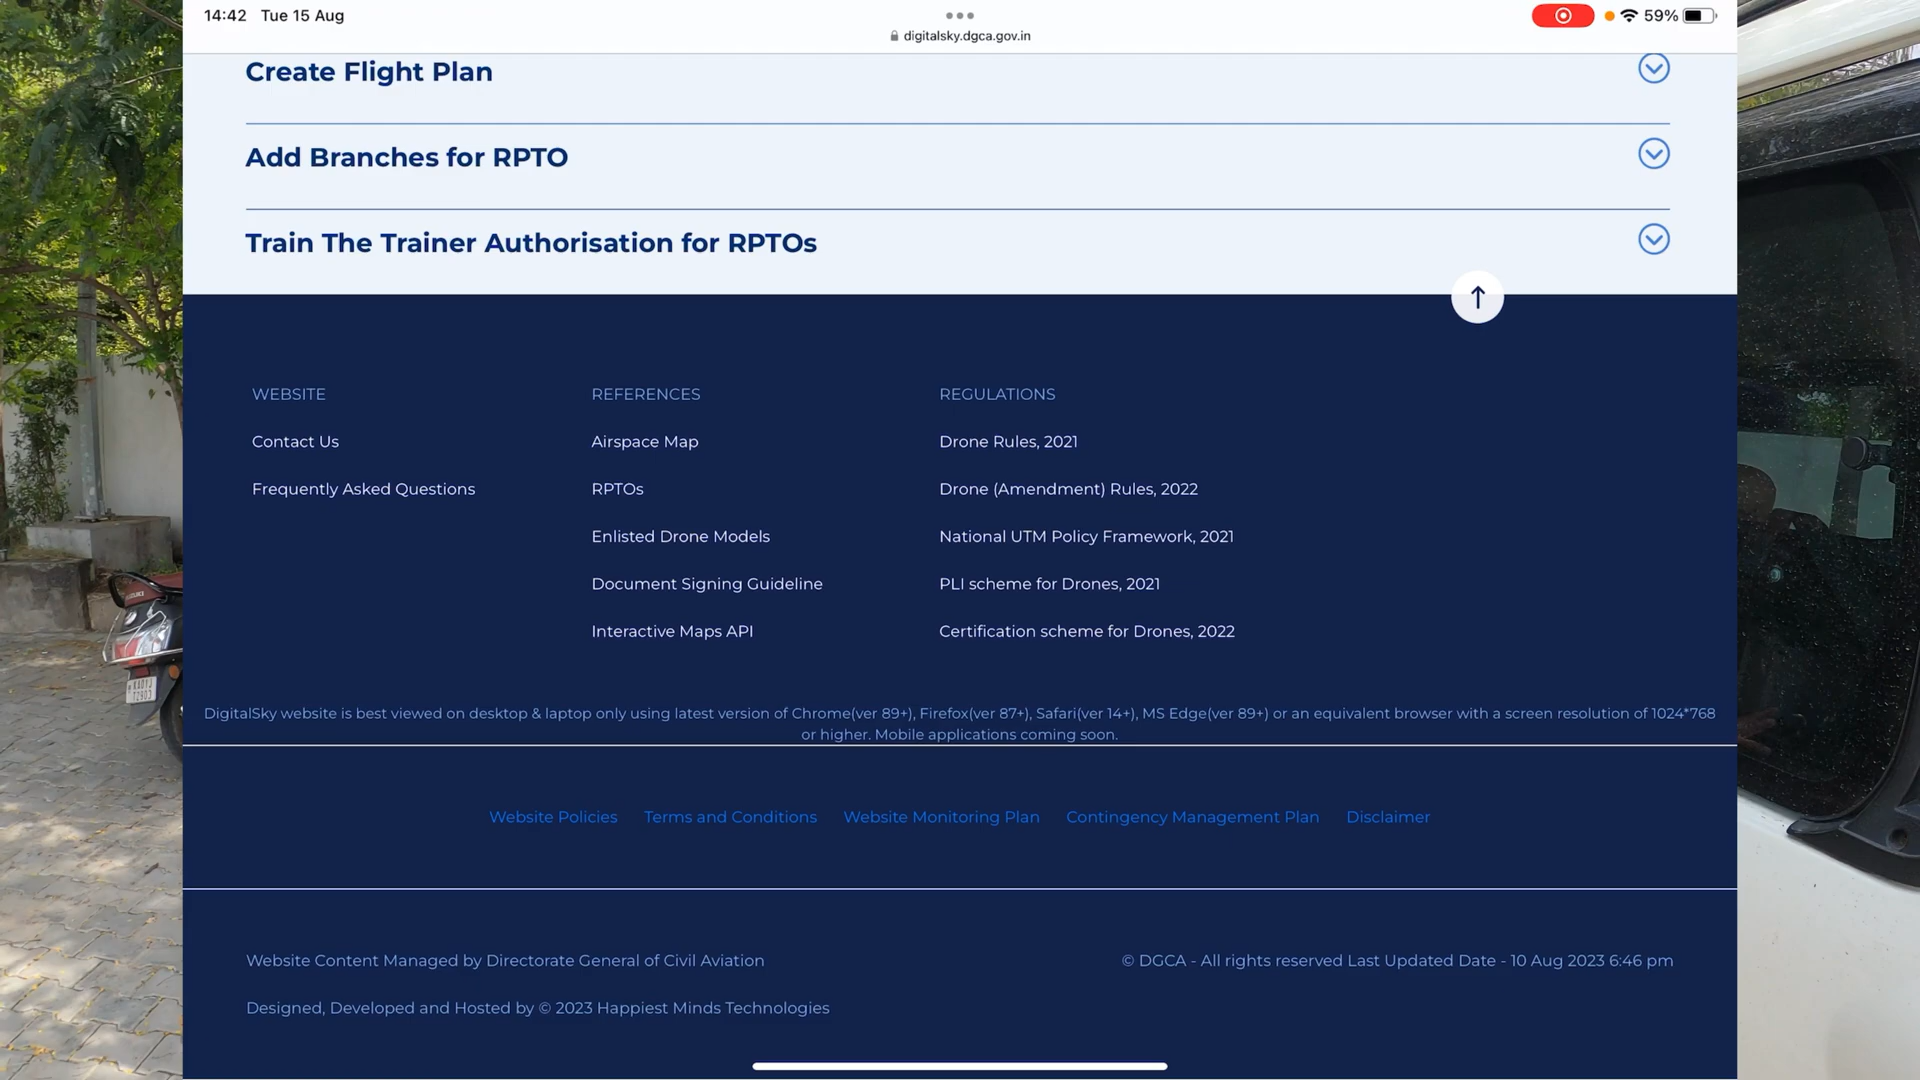 14:42 Tue 15 Aug
59%
digitalsky.dgca.gov.in
Create Flight Plan
Add Branches for RPTO
Train The Trainer Authorisation for RPTOs
WEBSITE
Contact Us
Frequently Asked Questions
REFERENCES
Airspace Map
RPTOs
Enlisted Drone Models
Document Signing Guideline
Interactive Maps API
REGULATIONS
Drone Rules, 2021
Drone (Amendment) Rules, 2022
National UTM Policy Framework, 2021
PLI scheme for Drones, 2021
Certification scheme for Drones, 2022
DigitalSky website is best viewed on desktop & laptop only using latest version of Chrome(ver 89+), Firefox(ver 87+), Safari(ver 14+), MS Edge(ver 89+) or an equivalent browser with a screen resolution of 1024*768
or higher. Mobile applications coming soon.
Website Policies Terms and Conditions Website Monitoring Plan Contingency Management Plan Disclaimer
Website Content Managed by Directorate General of Civil Aviation
© DGCA - All rights reserved Last Updated Date - 10 Aug 2023 6:46 pm
Designed, Developed and Hosted by © 2023 Happiest Minds Technologies